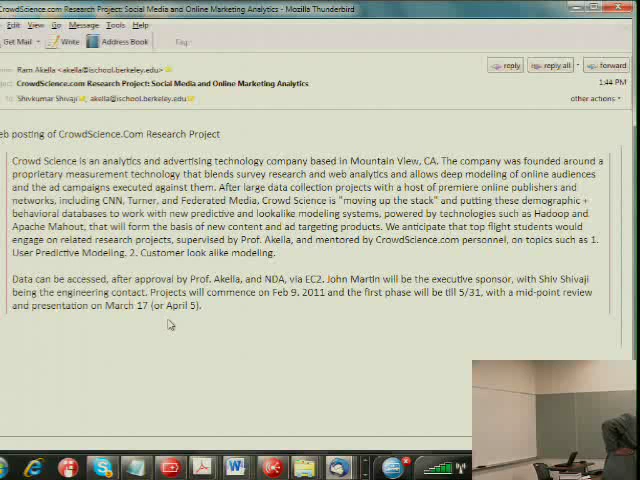 CrowdScience.com Research Project: Social Media and Online Marketing Analytics - Mozilla Thunderbird
Edit View Go Message Tools Help
Get Mail Write Address Book Tag
Ram Akella <akella@ischool.berkeley.edu> reply reply all forward
CrowdScience.com Research Project: Social Media and Online Marketing Analytics 1:44 PM
To Shivkumar Shivaji akella@ischool.berkeley.edu other actions
eb posting of CrowdScience.Com Research Project
Crowd Science is an analytics and advertising technology company based in Mountain View, CA. The company was founded around a
proprietary measurement technology that blends survey research and web analytics and allows deep modeling of online audiences
and the ad campaigns executed against them. After large data collection projects with a host of premiere online publishers and
networks, including CNN, Turner, and Federated Media, Crowd Science is "moving up the stack" and putting these demographic +
behavioral databases to work with new predictive and lookalike modeling systems, powered by technologies such as Hadoop and
Apache Mahout, that will form the basis of new content and ad targeting products. We anticipate that top flight students would
engage on related research projects, supervised by Prof. Akella, and mentored by CrowdScience.com personnel, on topics such as 1.
User Predictive Modeling. 2. Customer look alike modeling.
Data can be accessed, after approval by Prof. Akella, and NDA, via EC2. John Martin will be the executive sponsor, with Shiv Shivaji
being the engineering contact. Projects will commence on Feb 9. 2011 and the first phase will be till 5/31, with a mid-point review
and presentation on March 17 (or April 5).